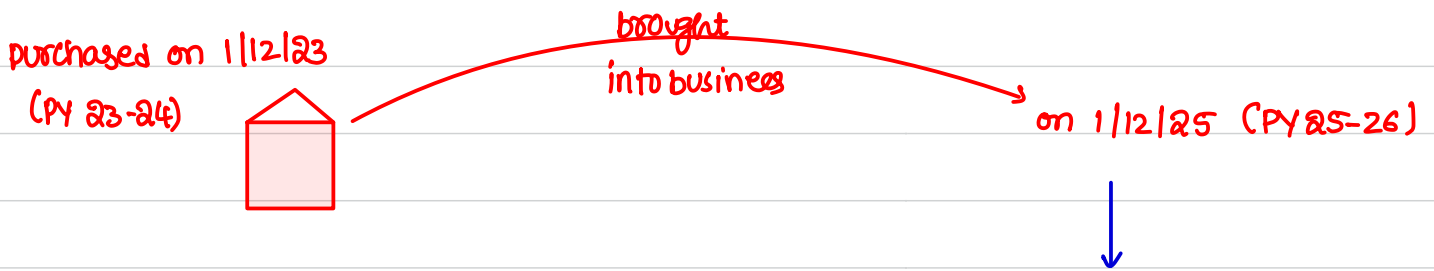 purchased on 1/12/23
(PY 23-24)
brought
into business
on 1/12/25 (PY 25-26)